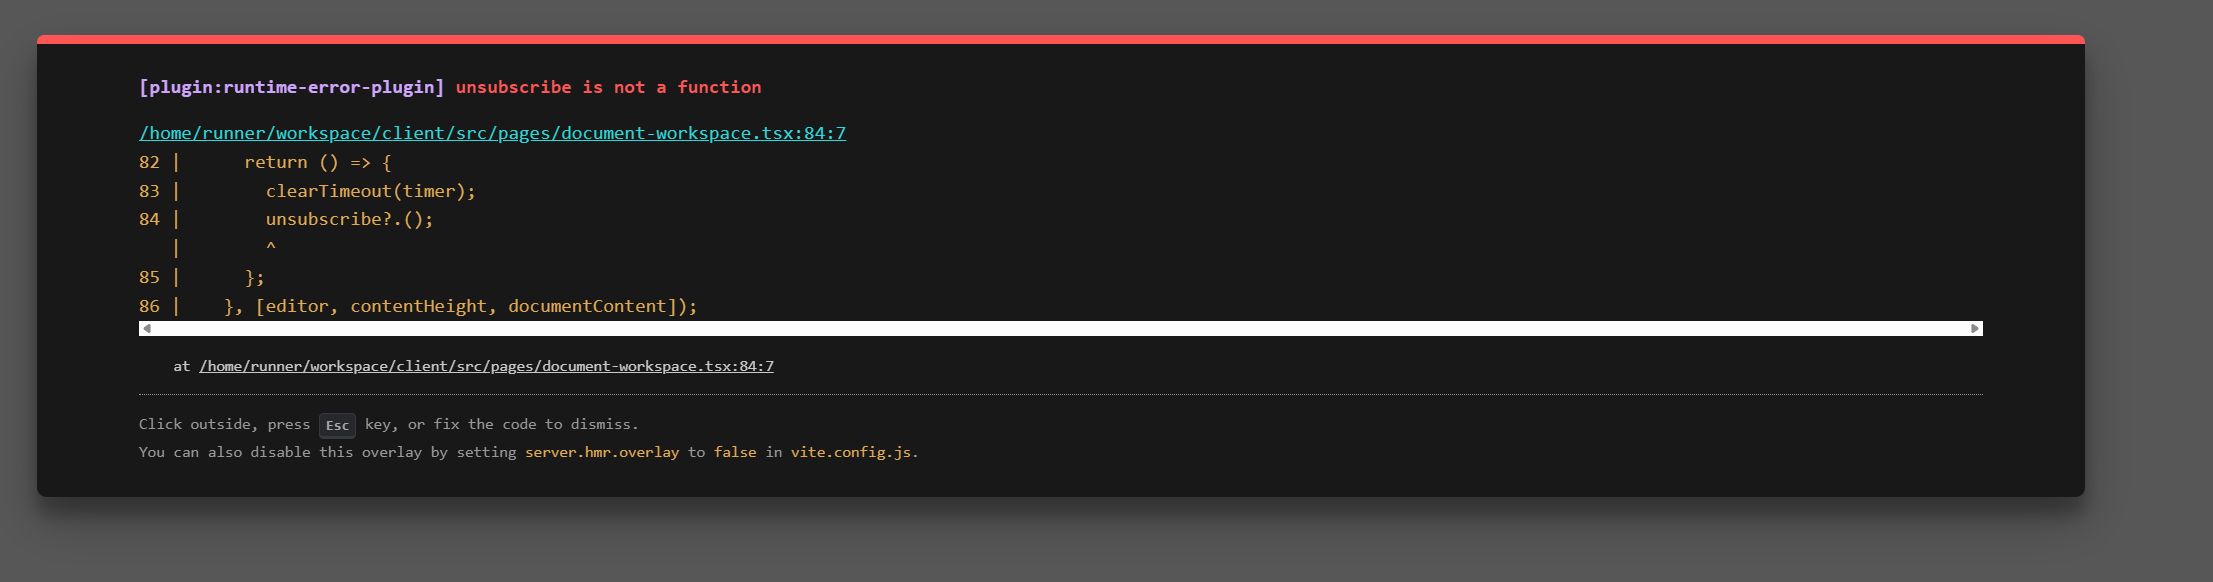 [plugin:runtime-error-plugin] unsubscribe is not a function
/home/runner/workspace/client/src/pages/document-workspace.tsx:84:7
82 |      return () => {
83 |        clearTimeout(timer);
84 |        unsubscribe?.();
   |        ^
85 |      };
86 |    }, [editor, contentHeight, documentContent]);
at /home/runner/workspace/client/src/pages/document-workspace.tsx:84:7
Click outside, press Esc key, or fix the code to dismiss.
You can also disable this overlay by setting server.hmr.overlay to false in vite.config.js.